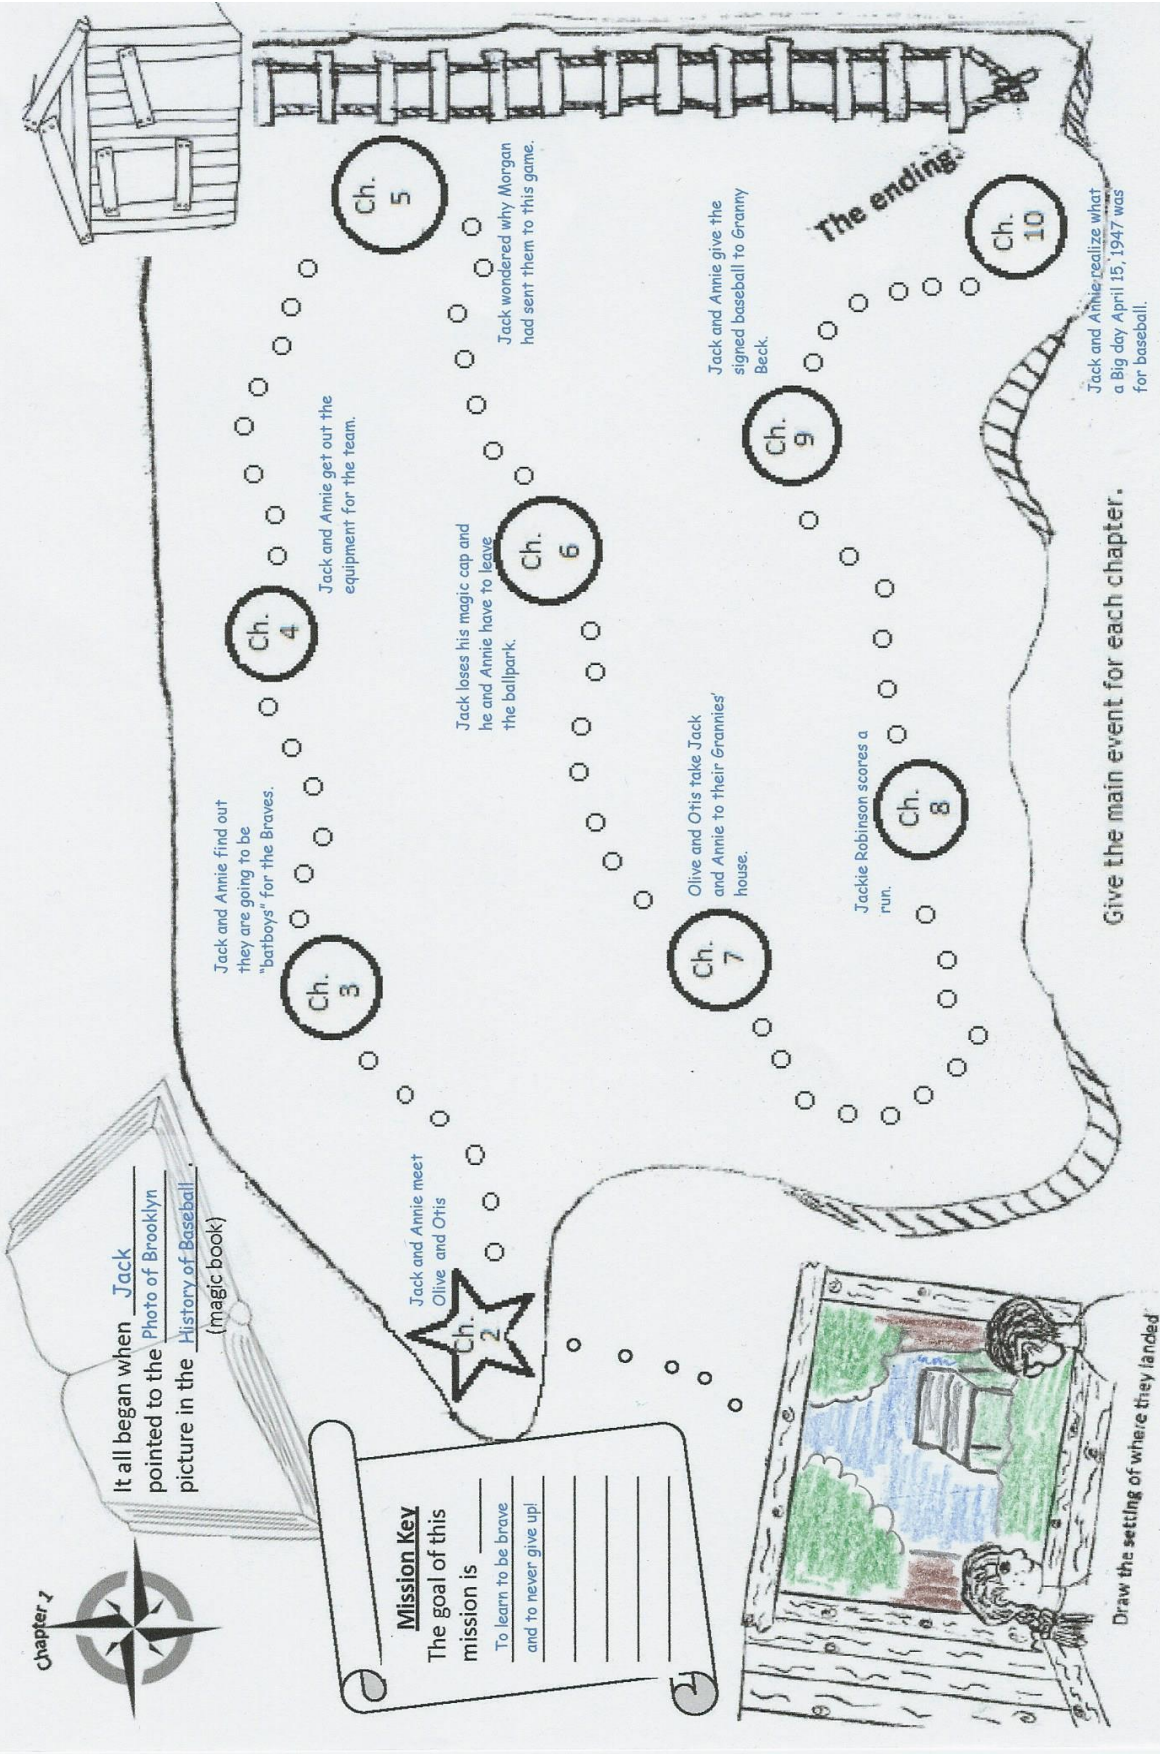 Chapter 1
It all began when Jack
pointed to the Photo of Brooklyn
picture in the History of Baseball.
(magic book)
Mission Key
The goal of this
mission is
To learn to be brave
and to never give up!
Draw the setting of where they landed
Ch.
2
Jack and Annie meet
Olive and Otis
Ch.
3
Jack and Annie find out
they are going to be
"batboys" for the Braves.
Ch.
4
Jack and Annie get out the
equipment for the team.
Ch.
5
Jack wondered why Morgan
had sent them to this game.
Ch.
6
Jack loses his magic cap and
he and Annie have to leave
the ballpark.
Ch.
7
Olive and Otis take Jack
and Annie to their Grannies'
house.
Ch.
8
Jackie Robinson scores a
run.
Ch.
9
Jack and Annie give the
signed baseball to Granny
Beck.
The ending.
Ch.
10
Jack and Annie realize what
a Big day April 15, 1947 was
for baseball.
Give the main event for each chapter.